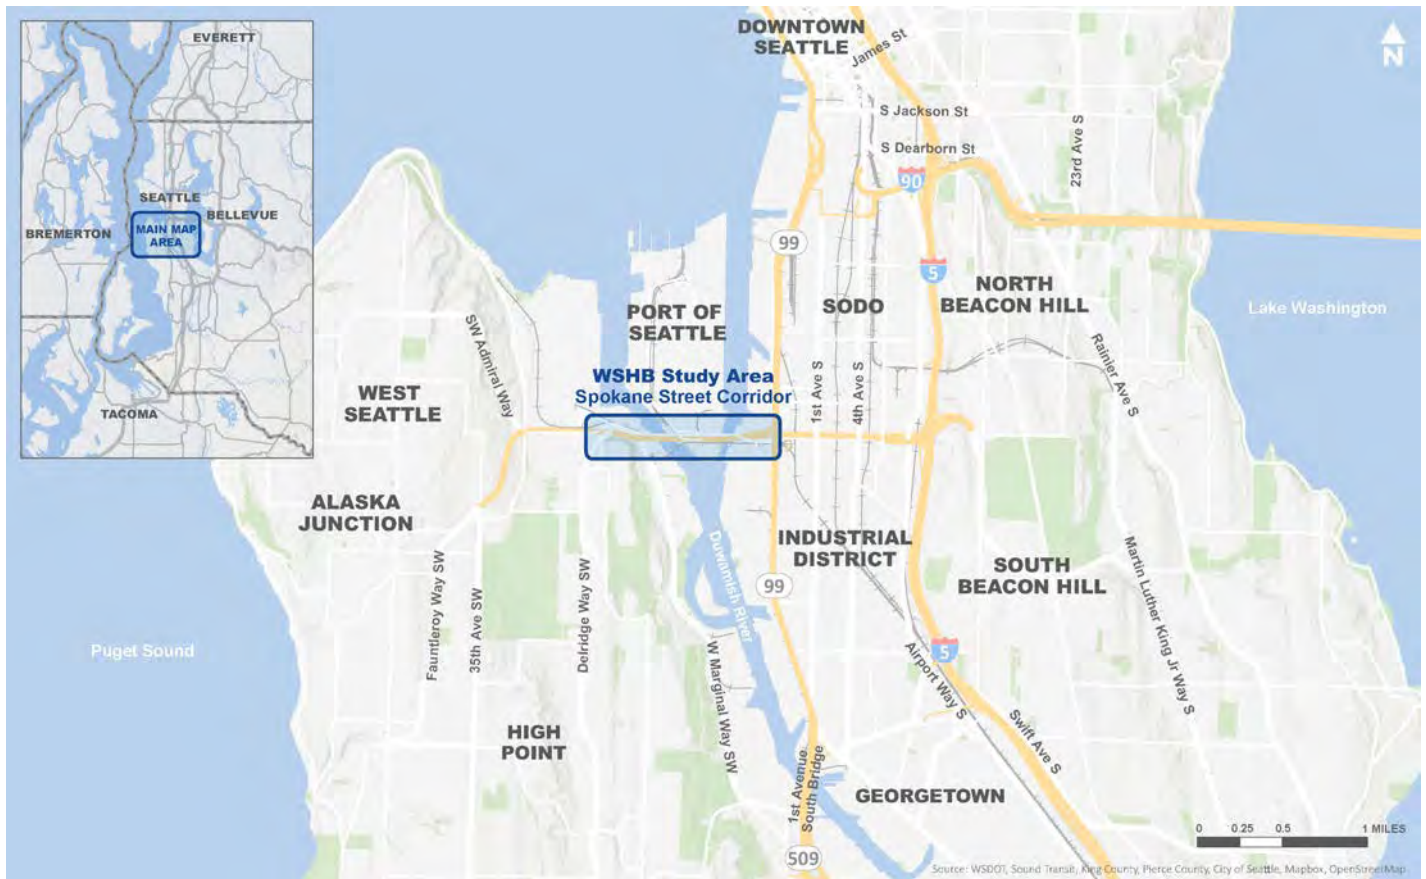 EVERETT
SEATTLE
BELLEVUE
BREMERTON
MAIN MAP
AREA
TACOMA
DOWNTOWN
SEATTLE
James St
N
S Jackson St
S Dearborn St
23rd Ave S
90
99
5
NORTH
BEACON HILL
SODO
Lake Washington
PORT OF
SEATTLE
SW Admiral Way
Rainier Ave S
WSHB Study Area
Spokane Street Corridor
WEST
SEATTLE
1st Ave S
4th Ave S
ALASKA
JUNCTION
INDUSTRIAL
DISTRICT
SOUTH
BEACON HILL
Duwamish River
99
Fauntleroy Way SW
35th Ave SW
Delridge Way SW
Martin Luther King Jr Way S
Puget Sound
5
W Marginal Way SW
Airport Way S
Swift Ave S
HIGH
POINT
1st Avenue
South Bridge
GEORGETOWN
509
0 0.25 0.5 1 MILES
Source: WSDOT, Sound Transit, King County, Pierce County, City of Seattle, Mapbox, OpenStreetMap